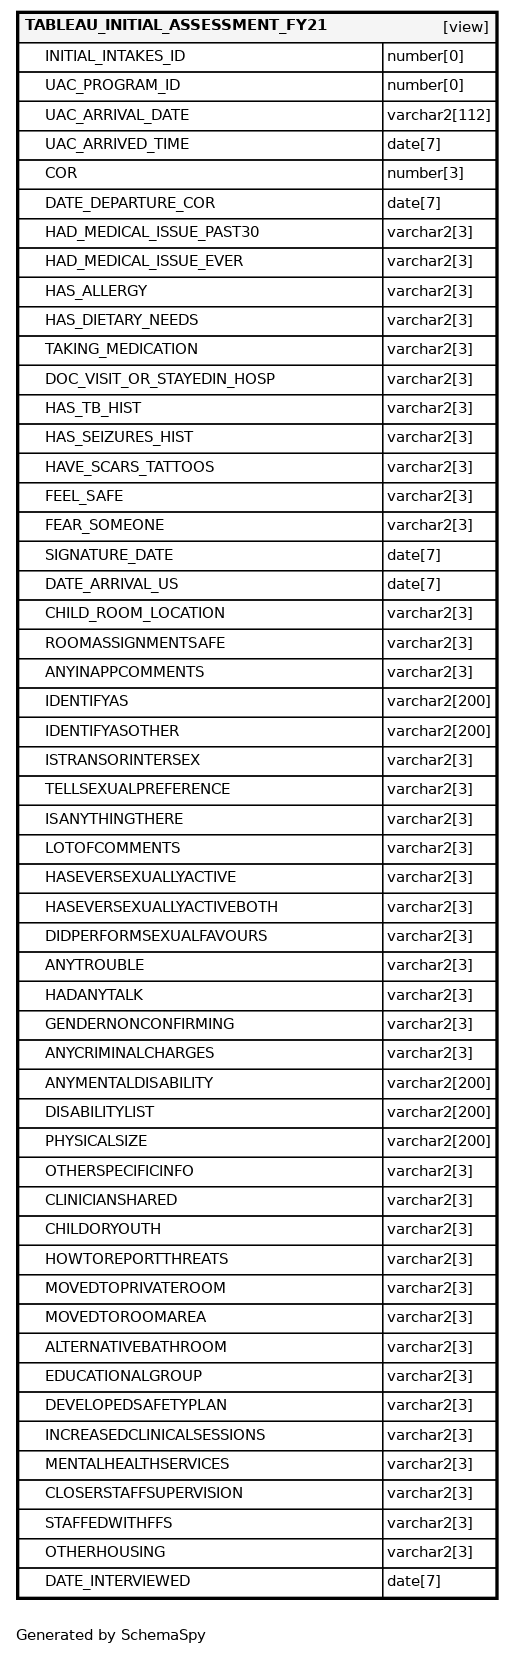 TABLEAU_INITIAL_ASSESSMENT_FY21 [view]
INITIAL_INTAKES_ID number[0]
UAC_PROGRAM_ID number[0]
UAC_ARRIVAL_DATE varchar2[112]
UAC_ARRIVED_TIME date[7]
COR number[3]
DATE_DEPARTURE_COR date[7]
HAD_MEDICAL_ISSUE_PAST30 varchar2[3]
HAD_MEDICAL_ISSUE_EVER varchar2[3]
HAS_ALLERGY varchar2[3]
HAS_DIETARY_NEEDS varchar2[3]
TAKING_MEDICATION varchar2[3]
DOC_VISIT_OR_STAYEDIN_HOSP varchar2[3]
HAS_TB_HIST varchar2[3]
HAS_SEIZURES_HIST varchar2[3]
HAVE_SCARS_TATTOOS varchar2[3]
FEEL_SAFE varchar2[3]
FEAR_SOMEONE varchar2[3]
SIGNATURE_DATE date[7]
DATE_ARRIVAL_US date[7]
CHILD_ROOM_LOCATION varchar2[3]
ROOMASSIGNMENTSAFE varchar2[3]
ANYINAPPCOMMENTS varchar2[3]
IDENTIFYAS varchar2[200]
IDENTIFYASOTHER varchar2[200]
ISTRANSORINTERSEX varchar2[3]
TELLSEXUALPREFERENCE varchar2[3]
ISANYTHINGTHERE varchar2[3]
LOTOFCOMMENTS varchar2[3]
HASEVERSEXUALLYACTIVE varchar2[3]
HASEVERSEXUALLYACTIVEBOTH varchar2[3]
DIDPERFORMSEXUALFAVOURS varchar2[3]
ANYTROUBLE varchar2[3]
HADANYTALK varchar2[3]
GENDERNONCONFIRMING varchar2[3]
ANYCRIMINALCHARGES varchar2[3]
ANYMENTALDISABILITY varchar2[200]
DISABILITYLIST varchar2[200]
PHYSICALSIZE varchar2[200]
OTHERSPECIFICINFO varchar2[3]
CLINICIANSHARED varchar2[3]
CHILDORYOUTH varchar2[3]
HOWTOREPORTTHREATS varchar2[3]
MOVEDTOPRIVATEROOM varchar2[3]
MOVEDTOROOMAREA varchar2[3]
ALTERNATIVEBATHROOM varchar2[3]
EDUCATIONALGROUP varchar2[3]
DEVELOPEDSAFETYPLAN varchar2[3]
INCREASEDCLINICALSESSIONS varchar2[3]
MENTALHEALTHSERVICES varchar2[3]
CLOSERSTAFFSUPERVISION varchar2[3]
STAFFEDWITHFFS varchar2[3]
OTHERHOUSING varchar2[3]
DATE_INTERVIEWED date[7]
Generated by SchemaSpy